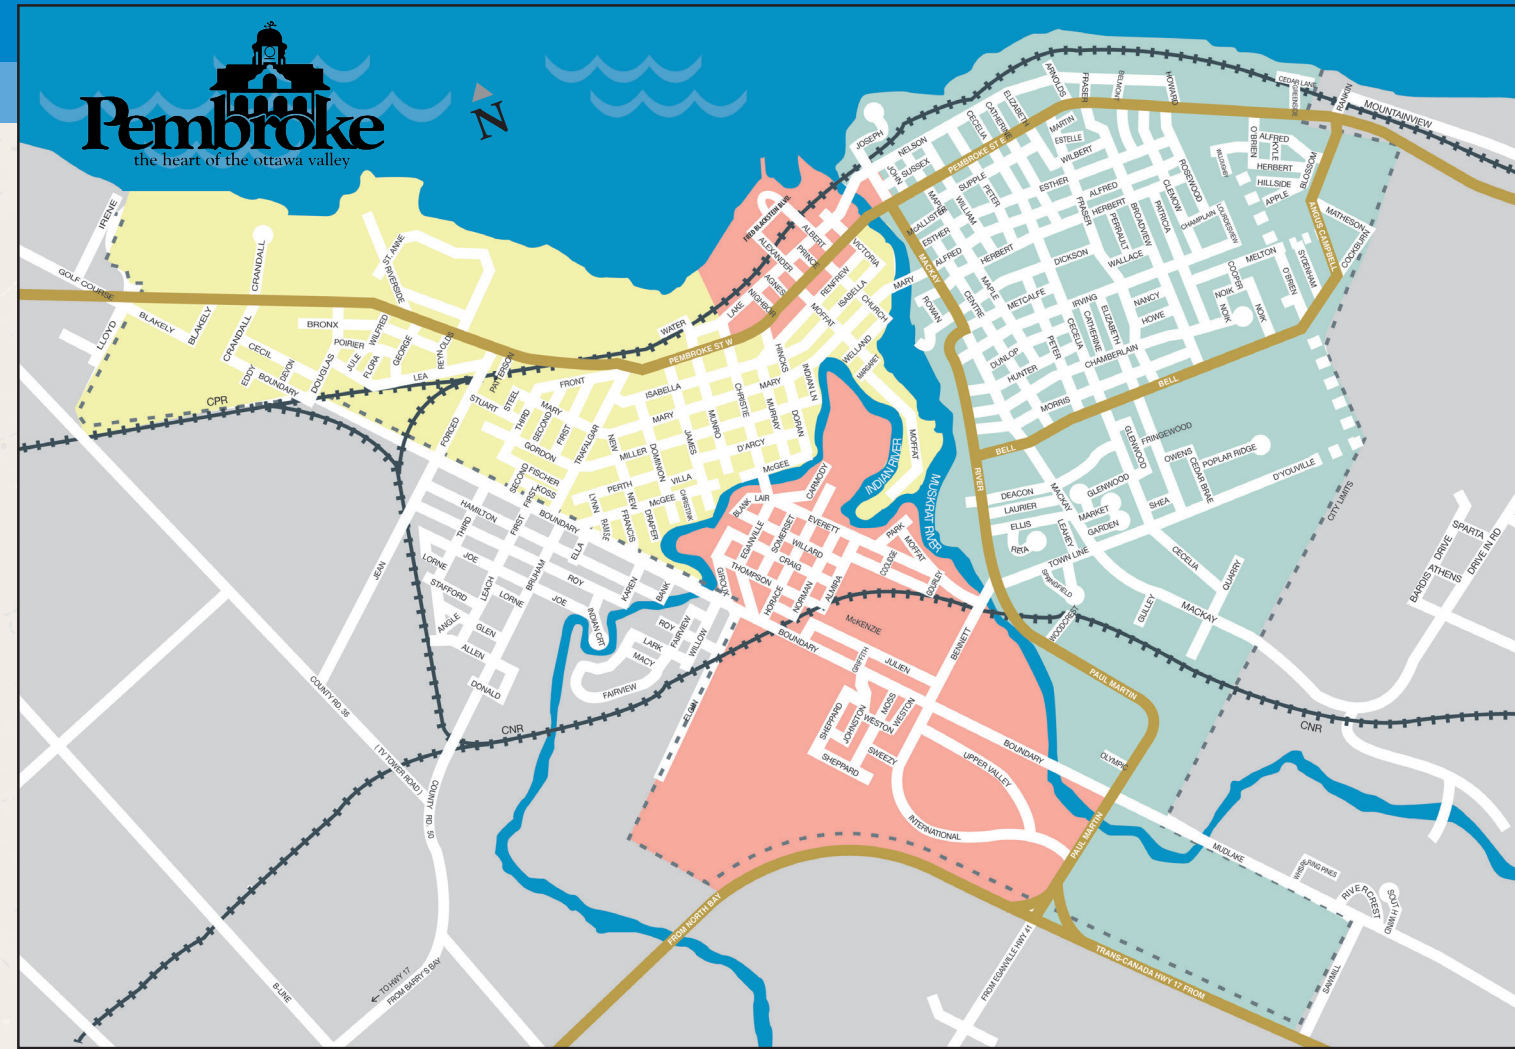 Pembroke
the heart of the ottawa valley
N
IRENE
GOLF COURSE
LLOYD
BLAKELY
BLAKELY
CRANDALL
CRANDALL
ST. ANNE
RIVERSIDE
BRONX
CECIL
EDDY
DEVON
BOUNDARY
DOUGLAS
POIRIER
JULIE
WILFRED
FLORA
GEORGE
REYNOLDS
LEA
CPR
PATTERSON
FORCED
STUART
STEEL
FRONT
THIRD
MARY
SECOND
FIRST
GORDON
FISCHER
SECOND
FIRST
KOSS
TRAFALGAR
NEW
MILLER
PERTH
LYNN
NEW
FRANCIS
DRAPER
DOMINION
JAMES
MUNRO
VILLA
McGEE
CHRISTINK
ISABELLA
MARY
CHRISTIE
D'ARCY
McGEE
MARY
MURRAY
DORAN
HINCKS
INDIAN LN
WATER
PEMBROKE ST W
LAKE
NEIGHBOR
AGNES
ALEXANDER
FRED BLACKSTEIN BLVD.
ALBERT
PRINCE
RENFREW
VICTORIA
ISABELLA
CHURCH
MOFFAT
WELLAND
MARGARET
MOFFAT
INDIAN RIVER
MUSKRAT RIVER
MARY
ROWAN
JOSEPH
NELSON
JOHN
SUSSEX
CECELIA
CATHERINE
ELIZABETH
ARNOLDS
FRASER
BELMONT
HOWARD
PEMBROKE ST E
MARTIN
ESTELLE
WILBERT
SUPPLE
PETER
WILLIAM
MAPLE
McALLISTER
ESTHER
ALFRED
MACKAY
HERBERT
ESTHER
ALFRED
HERBERT
FRASER
PERRAULT
BROADVIEW
PATRICIA
CLEMOW
ROSEWOOD
CHAMPLAIN
LOURDESVIEW
WILLOUGHBY
O'BRIEN
ALFRED
KYLE
HERBERT
HILLSIDE
APPLE
BLOSSOM
CEDAR LANE
GREENSIDE
RANKIN
MOUNTAINVIEW
ANGUS CAMPBELL
MATHESON
COCKBURN
SYDENHAM
O'BRIEN
MELTON
COOPER
NOIK
NOIK
NOIK
DICKSON
WALLACE
METCALFE
MAPLE
CENTRE
IRVING
NANCY
HOWE
ELIZABETH
CATHERINE
CECELIA
PETER
CHAMBERLAIN
DUNLOP
HUNTER
MORRIS
BELL
BELL
RIVER
GLENWOOD
FRINGEWOOD
OWENS
POPLAR RIDGE
CEDAR BRAE
D'YOUVILLE
SHEA
GLENWOOD
MACKAY
MARKET
GARDEN
LEAHEY
DEACON
LAURIER
ELLIS
RETA
TOWN LINE
SPRINGFIELD
WOODCREST
CECELIA
QUARRY
GULLEY
MACKAY
CITY LIMITS
SPARTA
DRIVE IN RD
DRIVE
ATHENS
BARDIS
HAMILTON
THIRD
FIRST
BOUNDARY
ELLA
JOE
LORNE
STAFFORD
LEACH
LORNE
BRUHAM
ROY
JOE
KAREN
BANK
INDIAN CRT
ANGLE
GLEN
ALLEN
DONALD
JEAN
ROY
LARK
MACY
FAIRVIEW
FAIRVIEW
WILLOW
GIROUX
ELGIN
CNR
COUNTY RD. 36
( TV TOWER ROAD )
COUNTY RD. 50
B-LINE
← TO HWY 17
FROM BARRY'S BAY
BLANK
LAIR
CARMODY
EGANVILLE
SOMERSET
EVERETT
WILLARD
CRAIG
THOMPSON
HORACE
NORMAN
ALMIRA
COOLIDGE
PARK
MOFFAT
GOURLEY
McKENZIE
BOUNDARY
GRIFFITH
JULIEN
BENNETT
SHEPPARD
JOHNSTON
MOSS
WESTON
WESTON
SWEEZY
SHEPPARD
BOUNDARY
UPPER VALLEY
INTERNATIONAL
PAUL MARTIN
OLYMPIC
PAUL MARTIN
CNR
MUDLAKE
WHISPERING PINES
RIVERCREST
SOUTHWIND
SAWMILL
FROM NORTH BAY
FROM EGANVILLE HWY 41
TRANS-CANADA HWY 17 FROM